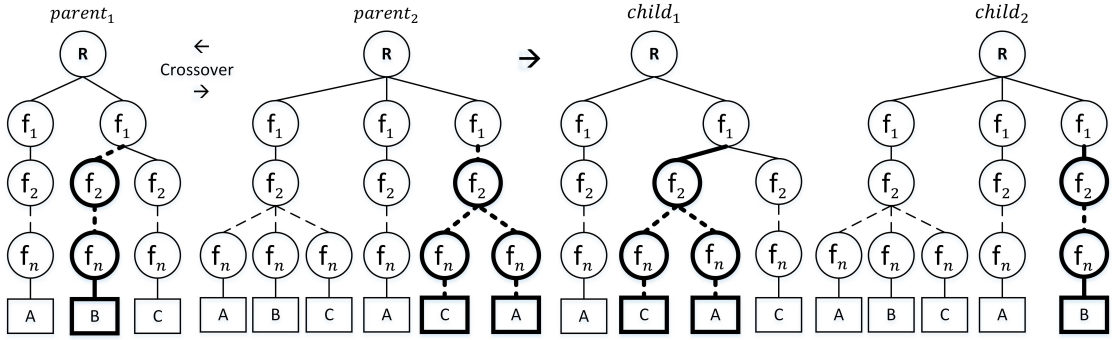 parent₁ parent₂ child₁ child₂
R ← R → R R
Crossover
→
f₁ f₁ f₁ f₁ f₁ f₁ f₁ f₁ f₁ f₁
f₂ f₂ f₂ f₂ f₂ f₂ f₂ f₂ f₂ f₂ f₂ f₂
fₙ fₙ fₙ fₙ fₙ fₙ fₙ fₙ fₙ fₙ fₙ fₙ fₙ fₙ fₙ fₙ fₙ fₙ
A B C A B C A C A A C A C A B C A B